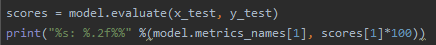 scores = model.evaluate(x_test, y_test)
print("%s: %.2f%%" %(model.metrics_names[1], scores[1]*100))